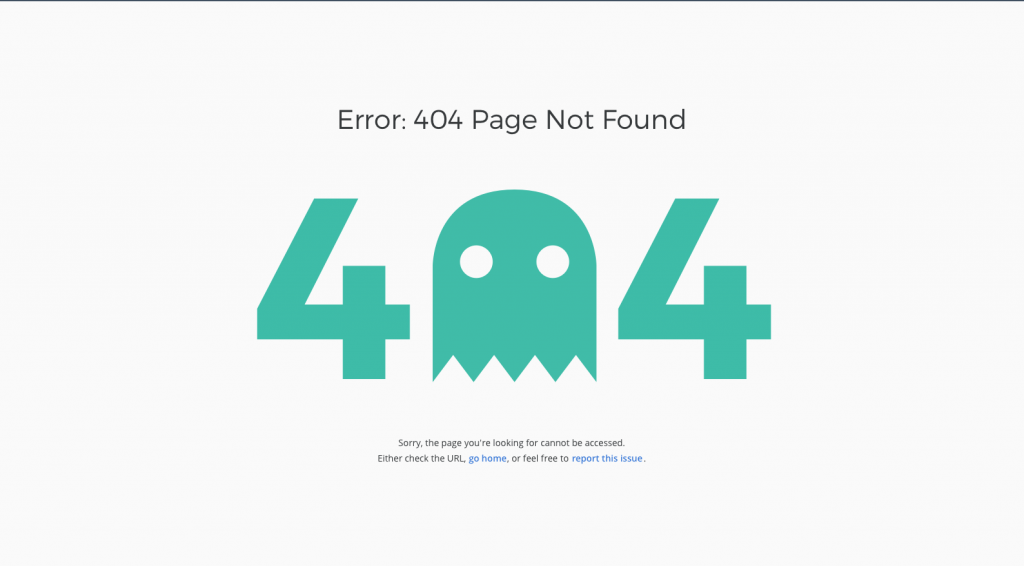 Error: 404 Page Not Found
4 4
Sorry, the page you're looking for cannot be accessed.
Either check the URL, go home, or feel free to report this issue.